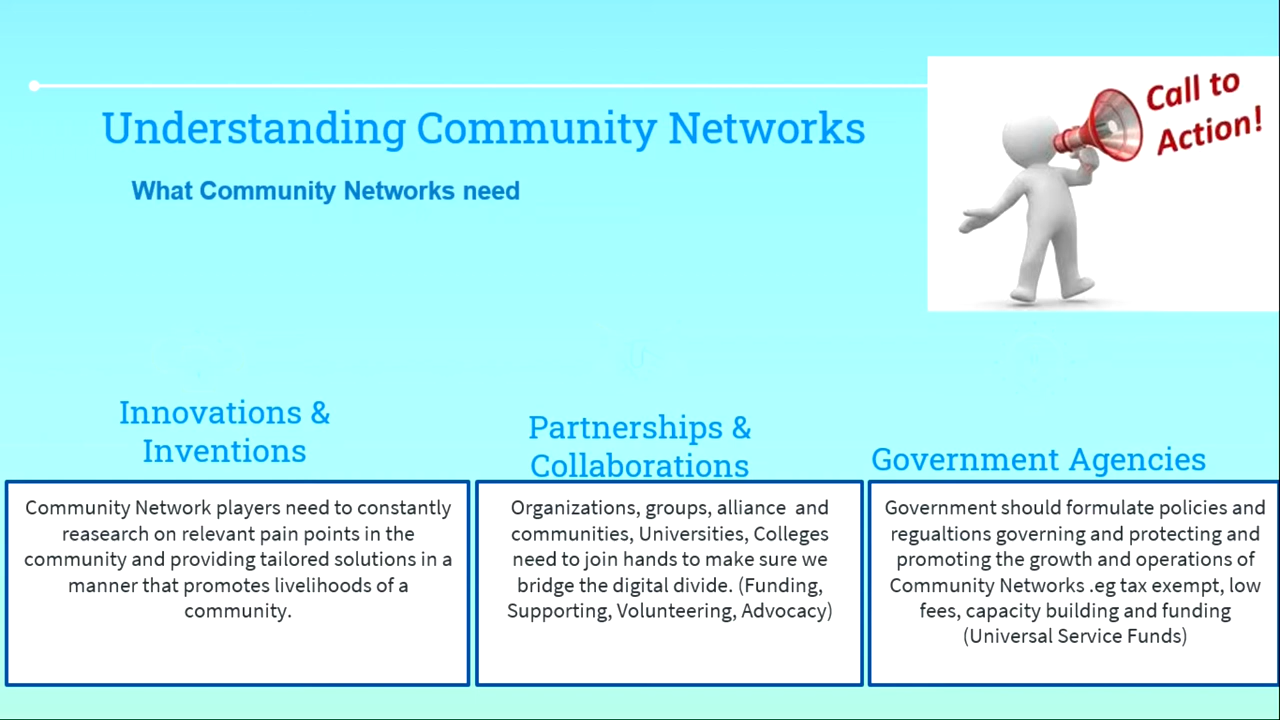 Call to
Action!
Understanding Community Networks
What Community Networks need
Innovations &
Inventions
Community Network players need to constantly
reasearch on relevant pain points in the
community and providing tailored solutions in a
manner that promotes livelihoods of a
community.
Partnerships &
Collaborations
Organizations, groups, alliance and
communities, Universities, Colleges
need to join hands to make sure we
bridge the digital divide. (Funding,
Supporting, Volunteering, Advocacy)
Government Agencies
Government should formulate policies and
regualtions governing and protecting and
promoting the growth and operations of
Community Networks .eg tax exempt, low
fees, capacity building and funding
(Universal Service Funds)